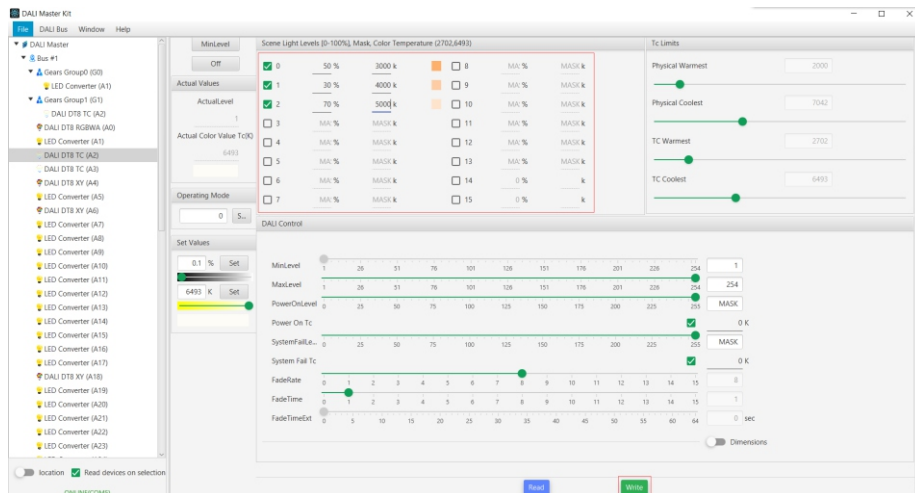 DALI Master Kit
File DALI Bus Window Help
DALI Master
Bus #1
Gears Group0 (G0)
LED Converter (A1)
Gears Group1 (G1)
DALI DT8 TC (A2)
DALI DT8 RGBWA (A0)
LED Converter (A1)
DALI DT8 TC (A2)
DALI DT8 TC (A3)
DALI DT8 XY (A4)
LED Converter (A5)
DALI DT8 XY (A6)
LED Converter (A7)
LED Converter (A8)
LED Converter (A9)
LED Converter (A10)
LED Converter (A11)
LED Converter (A12)
LED Converter (A13)
LED Converter (A14)
LED Converter (A15)
LED Converter (A16)
LED Converter (A17)
DALI DT8 XY (A18)
LED Converter (A19)
LED Converter (A20)
LED Converter (A21)
LED Converter (A22)
LED Converter (A23)
location Read devices on selection
MinLevel
Off
Actual Values
ActualLevel
1
Actual Color Value Tc(K)
6493
Operating Mode
0 S...
Set Values
0.1 % Set
6493 K Set
Scene Light Levels [0-100%], Mask, Color Temperature (2702,6493)
0 50 % 3000 k 8 MA' % MASK k
1 30 % 4000 k 9 MA' % MASK k
2 70 % 5000 k 10 MA' % MASK k
3 MA' % MASK k 11 MA' % MASK k
4 MA' % MASK k 12 MA' % MASK k
5 MA' % MASK k 13 MA' % MASK k
6 MA' % MASK k 14 0 % k
7 MA' % MASK k 15 0 % k
Tc Limits
Physical Warmest 2000
Physical Coolest 7042
TC Warmest 2702
TC Coolest 6493
DALI Control
MinLevel 1 26 51 76 101 126 151 176 201 226 254 1
MaxLevel 1 26 51 76 101 126 151 176 201 226 254 254
PowerOnLevel 0 25 50 75 100 125 150 175 200 225 255 MASK
Power On Tc 0 K
SystemFailLe... 0 25 50 75 100 125 150 175 200 225 255 MASK
System Fail Tc 0 K
FadeRate 0 1 2 3 4 5 6 7 8 9 10 11 12 13 14 15 8
FadeTime 0 1 2 3 4 5 6 7 8 9 10 11 12 13 14 15 1
FadeTimeExt 0 5 10 15 20 25 30 35 40 45 50 55 60 64 0 sec
Dimensions
Read Write